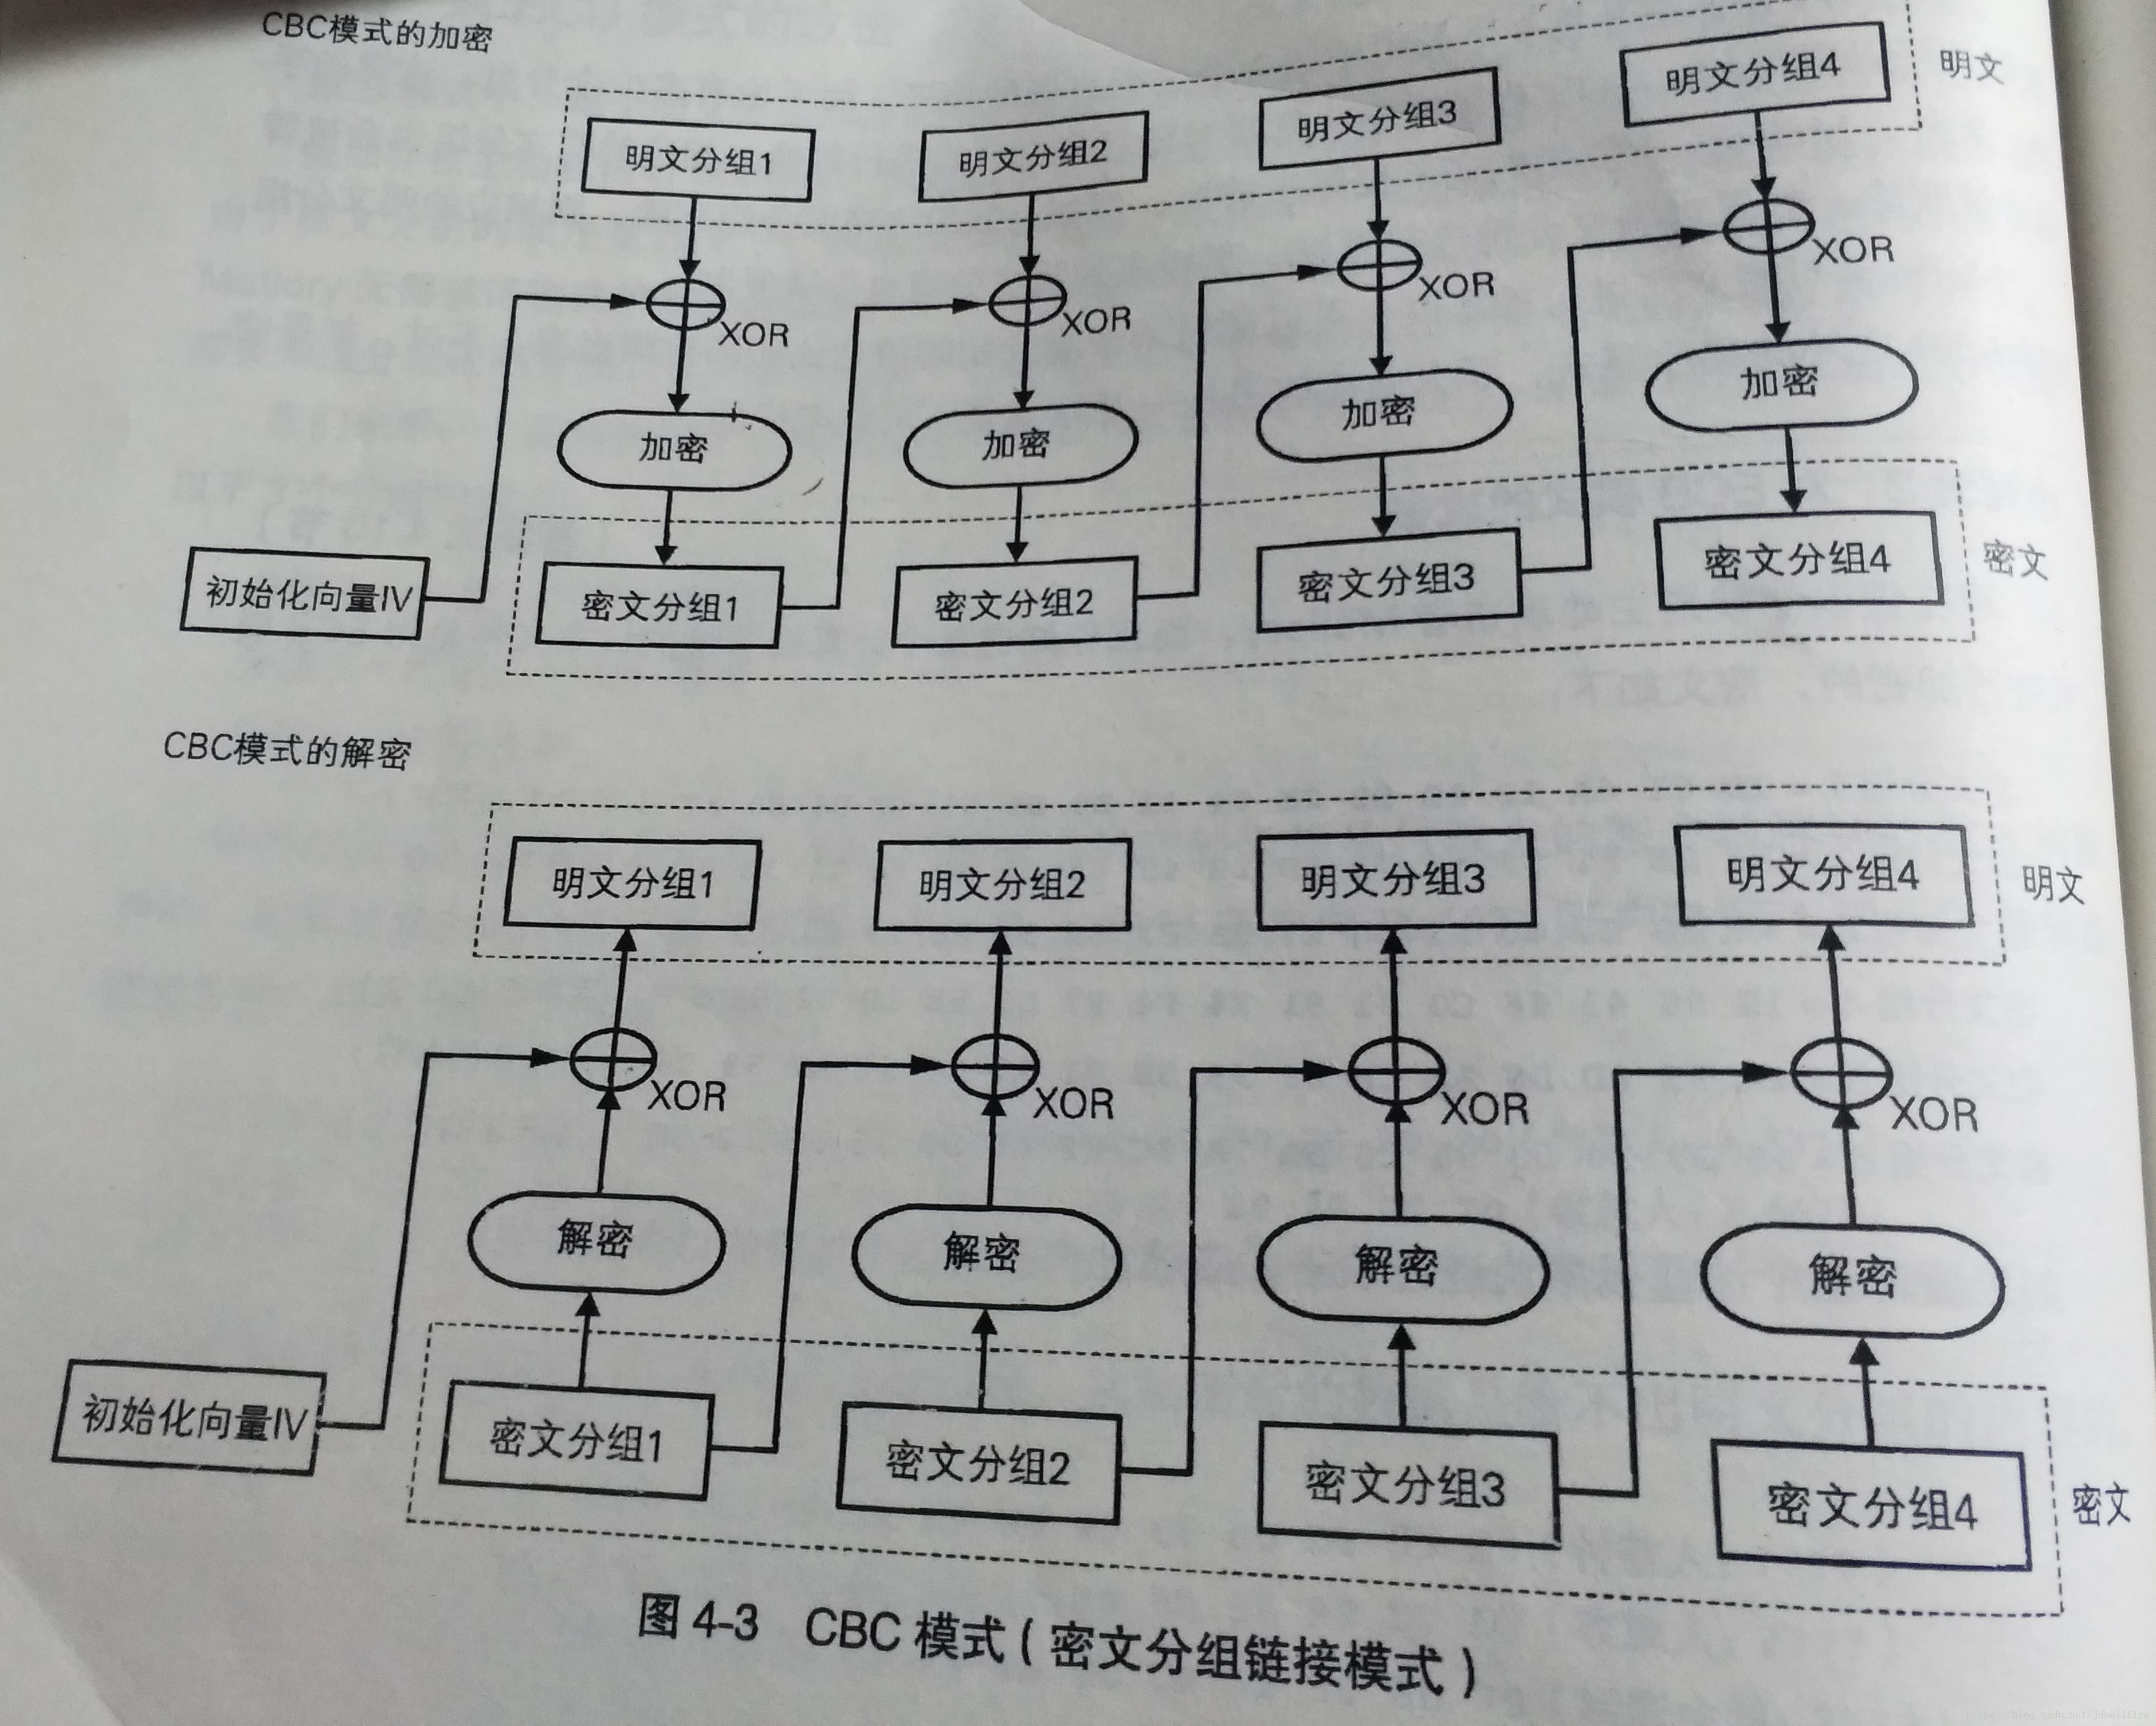 CBC模式的加密
明文分组1 明文分组2 明文分组3 明文分组4 明文
XOR XOR XOR XOR
加密 加密 加密 加密
初始化向量IV 密文分组1 密文分组2 密文分组3 密文分组4 密文
CBC模式的解密
明文分组1 明文分组2 明文分组3 明文分组4 明文
XOR XOR XOR XOR
解密 解密 解密 解密
初始化向量IV 密文分组1 密文分组2 密文分组3 密文分组4 密文
图 4-3 CBC 模式(密文分组链接模式)